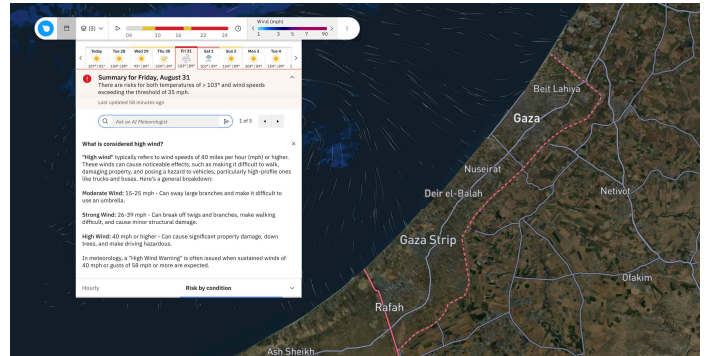 (3)
Wind (mph)
04 10 16 22 24
1 3 5 7 90
Today Tue 28 Wed 29 Thu 30 Fri 31 Sat 1 Sun 2 Mon 3 Tue 4
Summary for Friday, August 31
There are risks for both temperatures of > 103° and wind speeds
exceeding the threshold of 35 mph.
Last updated 58 minutes ago
Ask an AI Meteorologist
1 of 3
What is considered high wind?
"High wind" typically refers to wind speeds of 40 miles per hour (mph) or higher.
These winds can cause noticeable effects, such as making it difficult to walk,
damaging property, and posing a hazard to vehicles, particularly high-profile ones
like trucks and buses. Here's a general breakdown:
Moderate Wind: 15-25 mph - Can sway large branches and make it difficult to
use an umbrella.
Strong Wind: 26-39 mph - Can break off twigs and branches, make walking
difficult, and cause minor structural damage.
High Wind: 40 mph or higher - Can cause significant property damage, down
trees, and make driving hazardous.
In meteorology, a "High Wind Warning" is often issued when sustained winds of
40 mph or gusts of 58 mph or more are expected.
Hourly
Risk by condition
Beit Lahiya
Gaza
Nuseirat
Netivot
Deir el-Balah
Gaza Strip
Ofakim
Rafah
Ash Sheikh